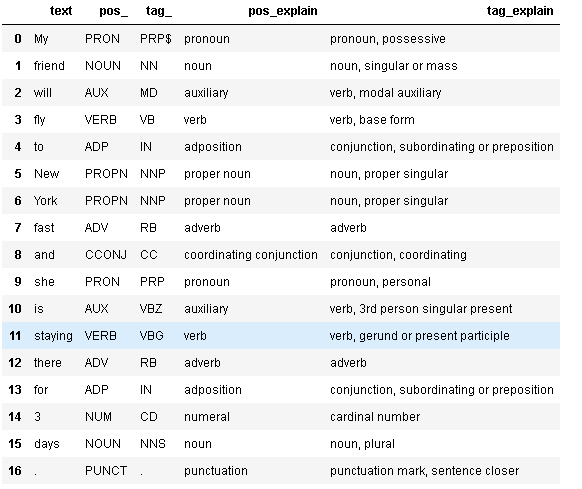 text pos_ tag_ pos_explain tag_explain
0 My PRON PRP$ pronoun pronoun, possessive
1 friend NOUN NN noun noun, singular or mass
2 will AUX MD auxiliary verb, modal auxiliary
3 fly VERB VB verb verb, base form
4 to ADP IN adposition conjunction, subordinating or preposition
5 New PROPN NNP proper noun noun, proper singular
6 York PROPN NNP proper noun noun, proper singular
7 fast ADV RB adverb adverb
8 and CCONJ CC coordinating conjunction conjunction, coordinating
9 she PRON PRP pronoun pronoun, personal
10 is AUX VBZ auxiliary verb, 3rd person singular present
11 staying VERB VBG verb verb, gerund or present participle
12 there ADV RB adverb adverb
13 for ADP IN adposition conjunction, subordinating or preposition
14 3 NUM CD numeral cardinal number
15 days NOUN NNS noun noun, plural
16 . PUNCT . punctuation punctuation mark, sentence closer